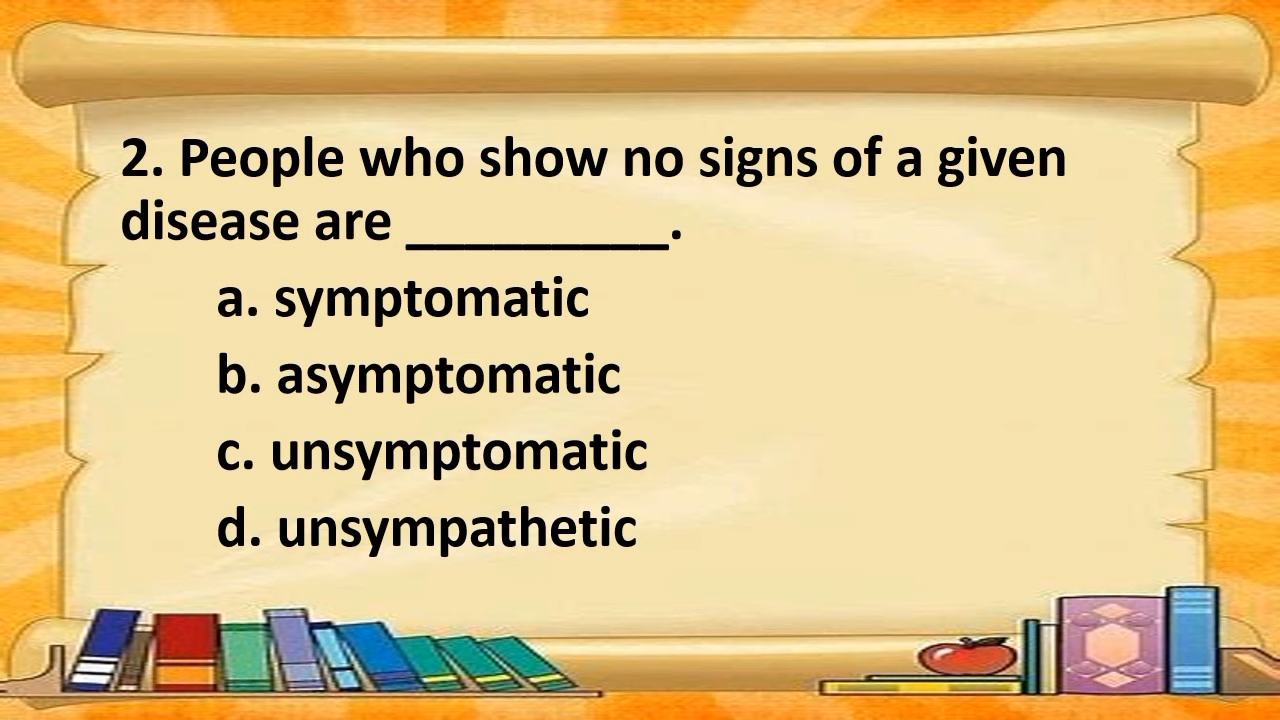 2. People who show no signs of a given
disease are _________.
a. symptomatic
b. asymptomatic
c. unsymptomatic
d. unsympathetic